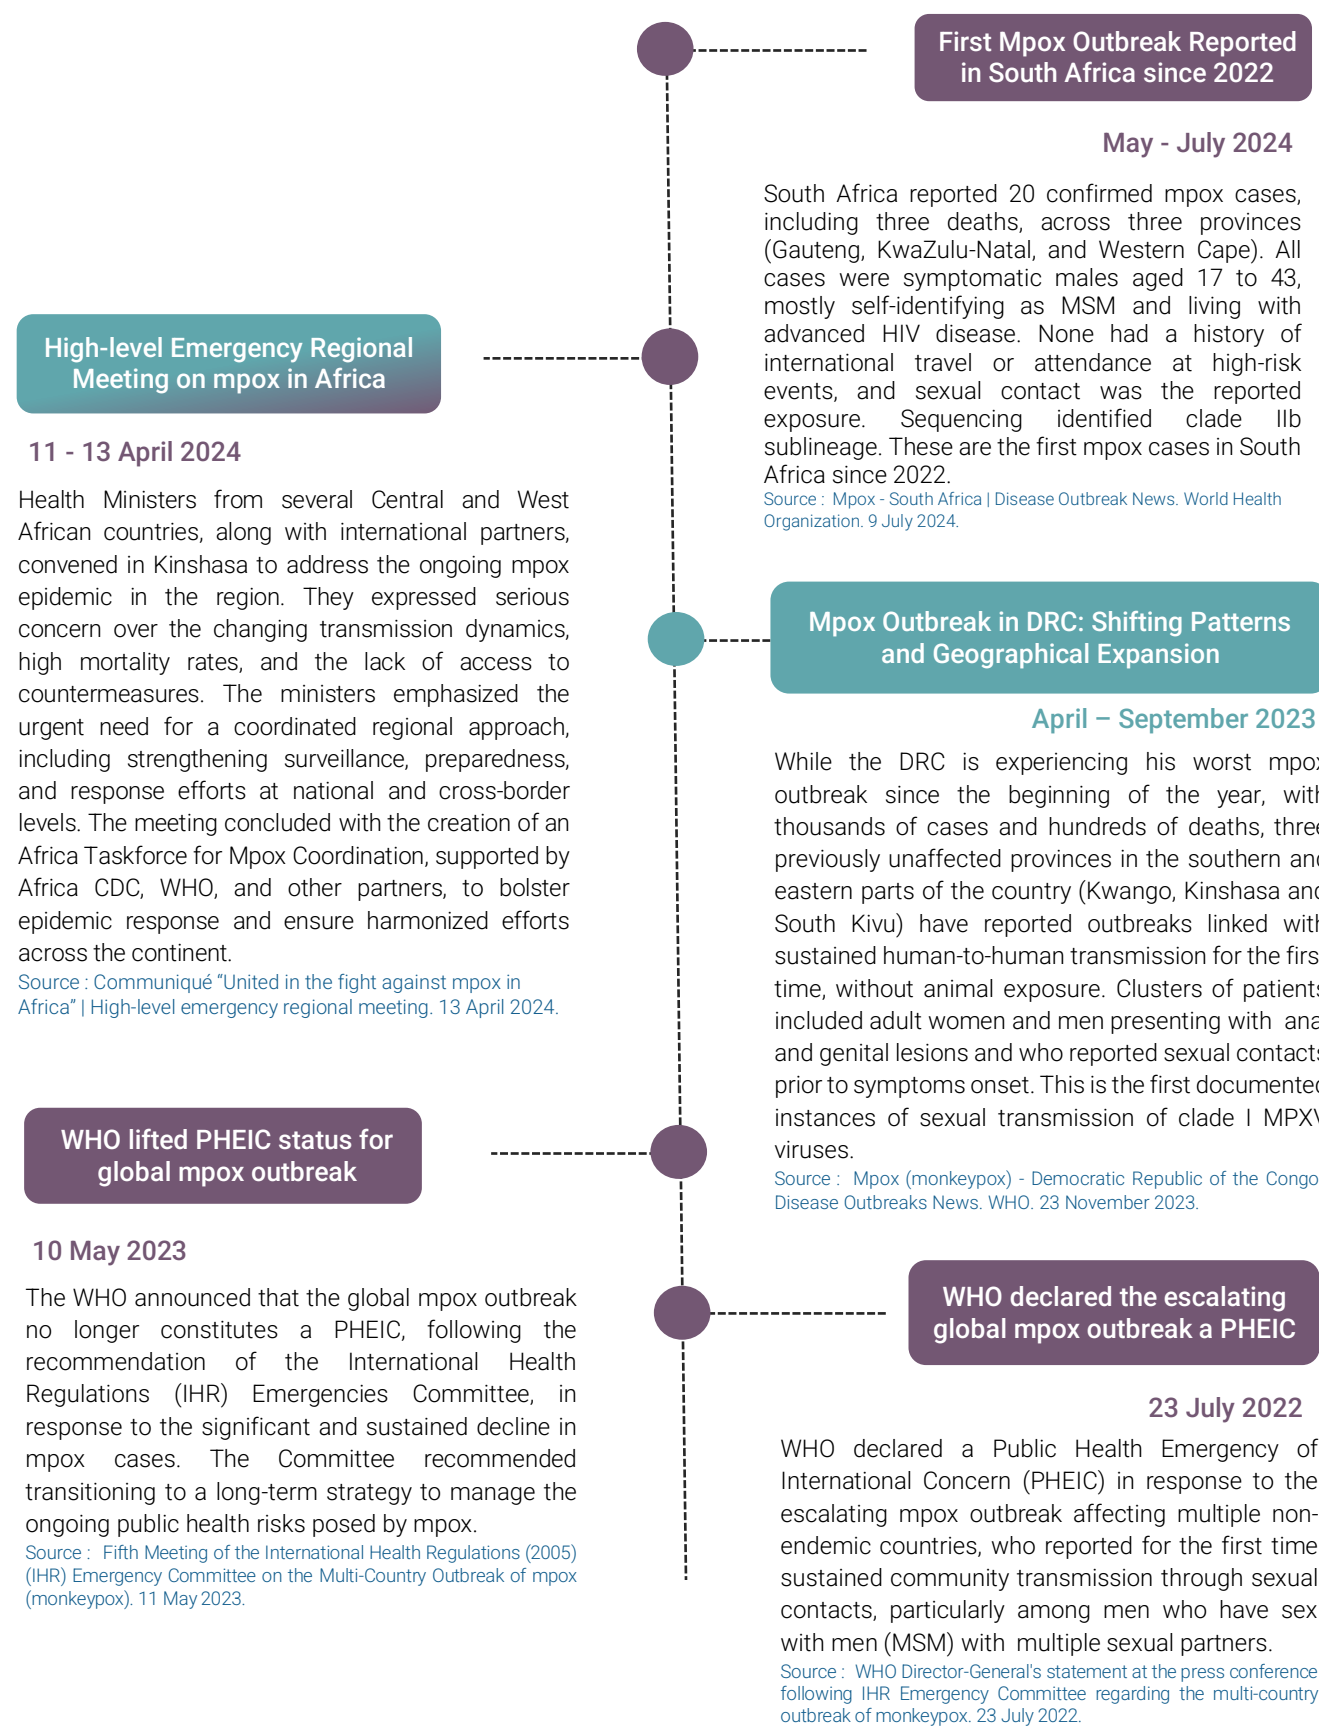 First Mpox Outbreak Reported
in South Africa since 2022
May - July 2024
South Africa reported 20 confirmed mpox cases,
including three deaths, across three provinces
(Gauteng, KwaZulu-Natal, and Western Cape). All
cases were symptomatic males aged 17 to 43,
mostly self-identifying as MSM and living with
advanced HIV disease. None had a history of
international travel or attendance at high-risk
events, and sexual contact was the reported
exposure. Sequencing identified clade IIb
sublineage. These are the first mpox cases in South
Africa since 2022.
Source : Mpox - South Africa | Disease Outbreak News. World Health
Organization. 9 July 2024.
High-level Emergency Regional
Meeting on mpox in Africa
11 - 13 April 2024
Health Ministers from several Central and West
African countries, along with international partners,
convened in Kinshasa to address the ongoing mpox
epidemic in the region. They expressed serious
concern over the changing transmission dynamics,
high mortality rates, and the lack of access to
countermeasures. The ministers emphasized the
urgent need for a coordinated regional approach,
including strengthening surveillance, preparedness,
and response efforts at national and cross-border
levels. The meeting concluded with the creation of an
Africa Taskforce for Mpox Coordination, supported by
Africa CDC, WHO, and other partners, to bolster
epidemic response and ensure harmonized efforts
across the continent.
Source : Communiqué “United in the fight against mpox in
Africa” | High-level emergency regional meeting. 13 April 2024.
Mpox Outbreak in DRC: Shifting Patterns
and Geographical Expansion
April – September 2023
While the DRC is experiencing his worst mpox
outbreak since the beginning of the year, with
thousands of cases and hundreds of deaths, three
previously unaffected provinces in the southern and
eastern parts of the country (Kwango, Kinshasa and
South Kivu) have reported outbreaks linked with
sustained human-to-human transmission for the first
time, without animal exposure. Clusters of patients
included adult women and men presenting with anal
and genital lesions and who reported sexual contacts
prior to symptoms onset. This is the first documented
instances of sexual transmission of clade I MPXV
viruses.
Source : Mpox (monkeypox) - Democratic Republic of the Congo
Disease Outbreaks News. WHO. 23 November 2023.
WHO lifted PHEIC status for
global mpox outbreak
10 May 2023
The WHO announced that the global mpox outbreak
no longer constitutes a PHEIC, following the
recommendation of the International Health
Regulations (IHR) Emergencies Committee, in
response to the significant and sustained decline in
mpox cases. The Committee recommended
transitioning to a long-term strategy to manage the
ongoing public health risks posed by mpox.
Source : Fifth Meeting of the International Health Regulations (2005)
(IHR) Emergency Committee on the Multi-Country Outbreak of mpox
(monkeypox). 11 May 2023.
WHO declared the escalating
global mpox outbreak a PHEIC
23 July 2022
WHO declared a Public Health Emergency of
International Concern (PHEIC) in response to the
escalating mpox outbreak affecting multiple non-
endemic countries, who reported for the first time
sustained community transmission through sexual
contacts, particularly among men who have sex
with men (MSM) with multiple sexual partners.
Source : WHO Director-General's statement at the press conference
following IHR Emergency Committee regarding the multi-country
outbreak of monkeypox. 23 July 2022.